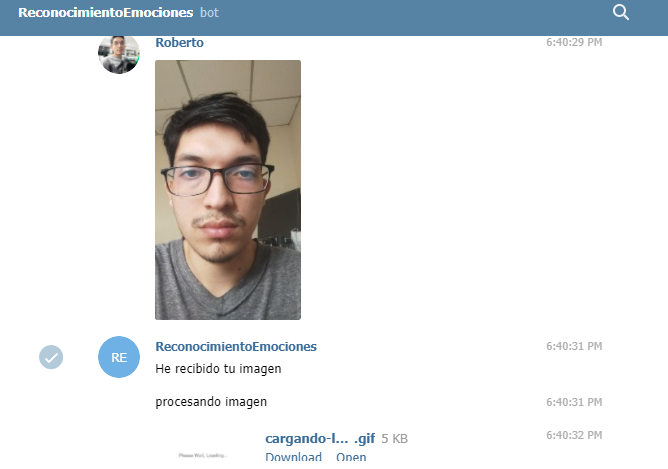 ReconocimientoEmociones bot
Roberto 6:40:29 PM
RE ReconocimientoEmociones 6:40:31 PM
He recibido tu imagen
procesando imagen 6:40:31 PM
cargando-l... .gif 5 KB 6:40:32 PM
Please Wait. Loading...
Download Open